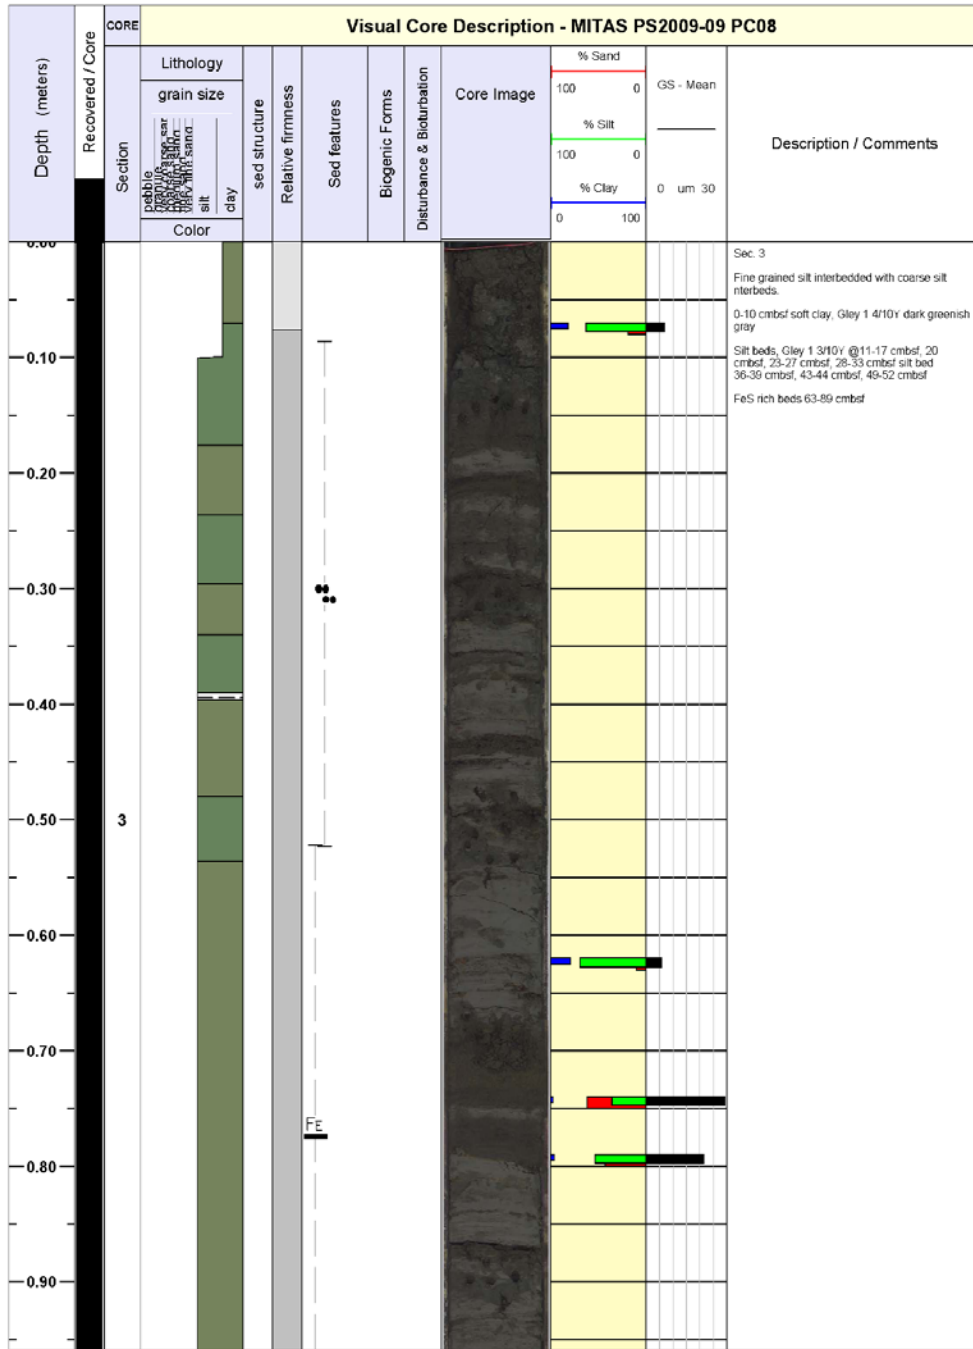 CORE
Visual Core Description - MITAS PS2009-09 PC08
Depth (meters)
Recovered / Core
Section
Lithology
grain size
pebble
granule
silt
clay
Color
sed structure
Relative firmness
Sed features
Biogenic Forms
Disturbance & Bioturbation
Core Image
% Sand
100 0
% Silt
100 0
% Clay
0 100
GS - Mean
0 um 30
Description / Comments
0.00
0.10
0.20
0.30
0.40
0.50
0.60
0.70
0.80
0.90
3
FE
Sec. 3
Fine grained silt interbedded with coarse silt
nterbeds.
0-10 cmbsf soft clay, Gley 1 4/10Y dark greenish
gray
Silt beds, Gley 1 3/10Y @11-17 cmbsf, 20
cmbsf, 23-27 cmbsf, 28-33 cmbsf silt bed
36-39 cmbsf, 43-44 cmbsf, 49-52 cmbsf
FeS rich beds 63-89 cmbsf